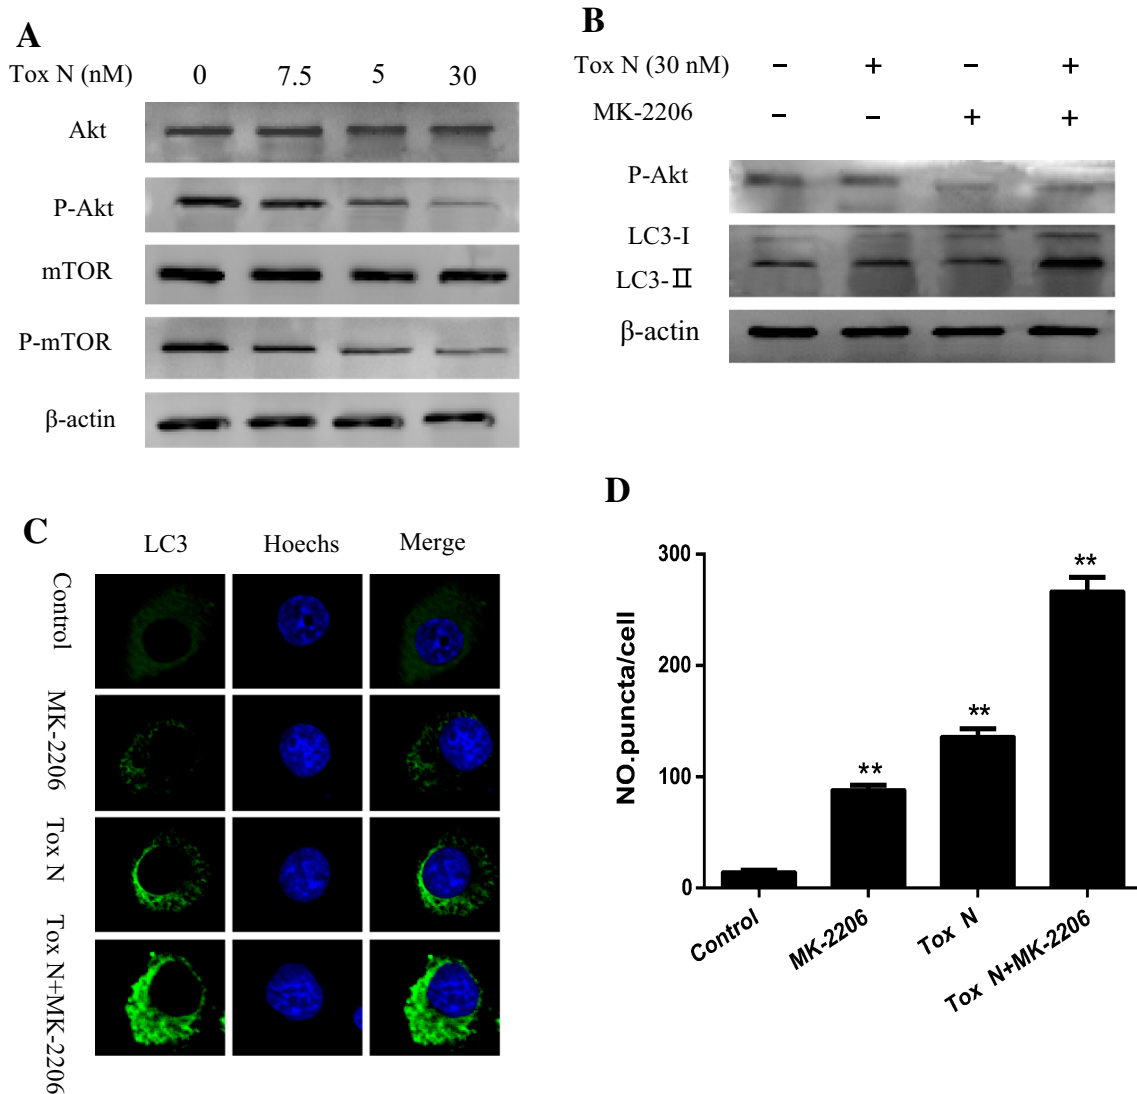 A
Tox N (nM) 0 7.5 5 30
Akt
P-Akt
mTOR
P-mTOR
β-actin
B
Tox N (30 nM) − + − +
MK-2206 − − + +
P-Akt
LC3-I
LC3-II
β-actin
C
LC3 Hoechs Merge
Control
MK-2206
Tox N
Tox N+MK-2206
D
NO.puncta/cell
300
200
100
0
** ** **
Control MK-2206 Tox N Tox N+MK-2206